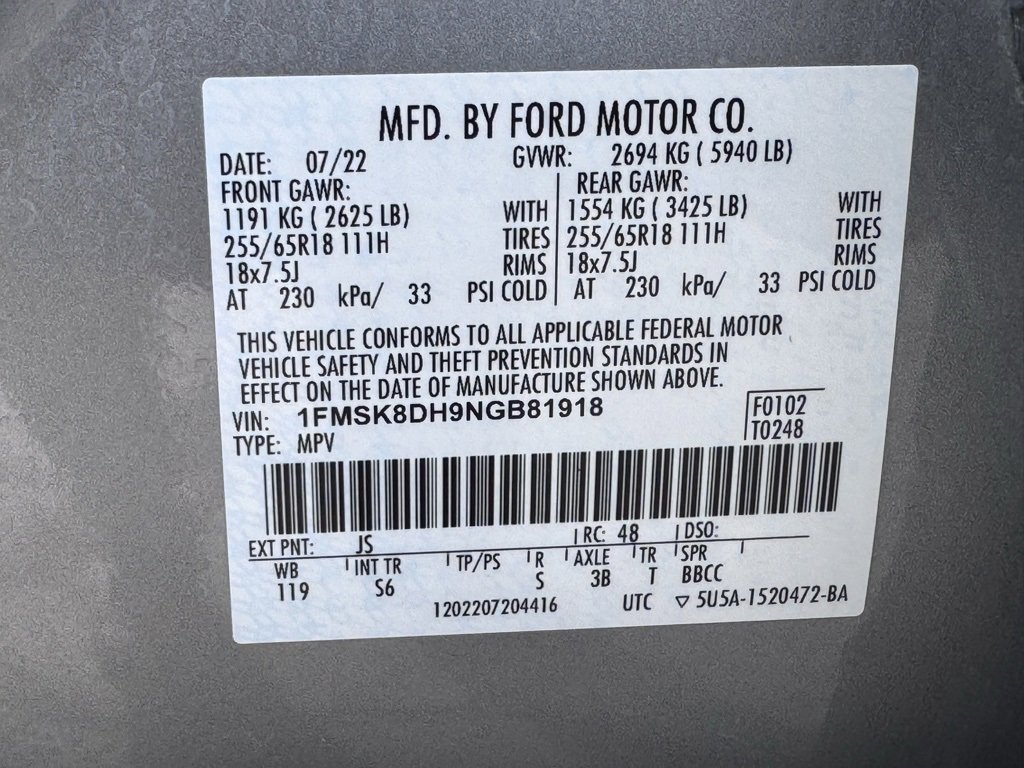 MFD. BY FORD MOTOR CO.
DATE: 07/22 GVWR: 2694 KG ( 5940 LB)
FRONT GAWR: REAR GAWR:
1191 KG ( 2625 LB) WITH 1554 KG ( 3425 LB) WITH
255/65R18 111H TIRES 255/65R18 111H TIRES
18x7.5J RIMS 18x7.5J RIMS
AT 230 kPa/ 33 PSI COLD AT 230 kPa/ 33 PSI COLD
THIS VEHICLE CONFORMS TO ALL APPLICABLE FEDERAL MOTOR
VEHICLE SAFETY AND THEFT PREVENTION STANDARDS IN
EFFECT ON THE DATE OF MANUFACTURE SHOWN ABOVE.
VIN: 1FMSK8DH9NGB81918 F0102
TYPE: MPV T0248
EXT PNT: JS RC: 48 DSO:
WB INT TR TP/PS R AXLE TR SPR
119 S6 S 3B T BBCC
1202207204416 UTC ▽ 5U5A-1520472-BA